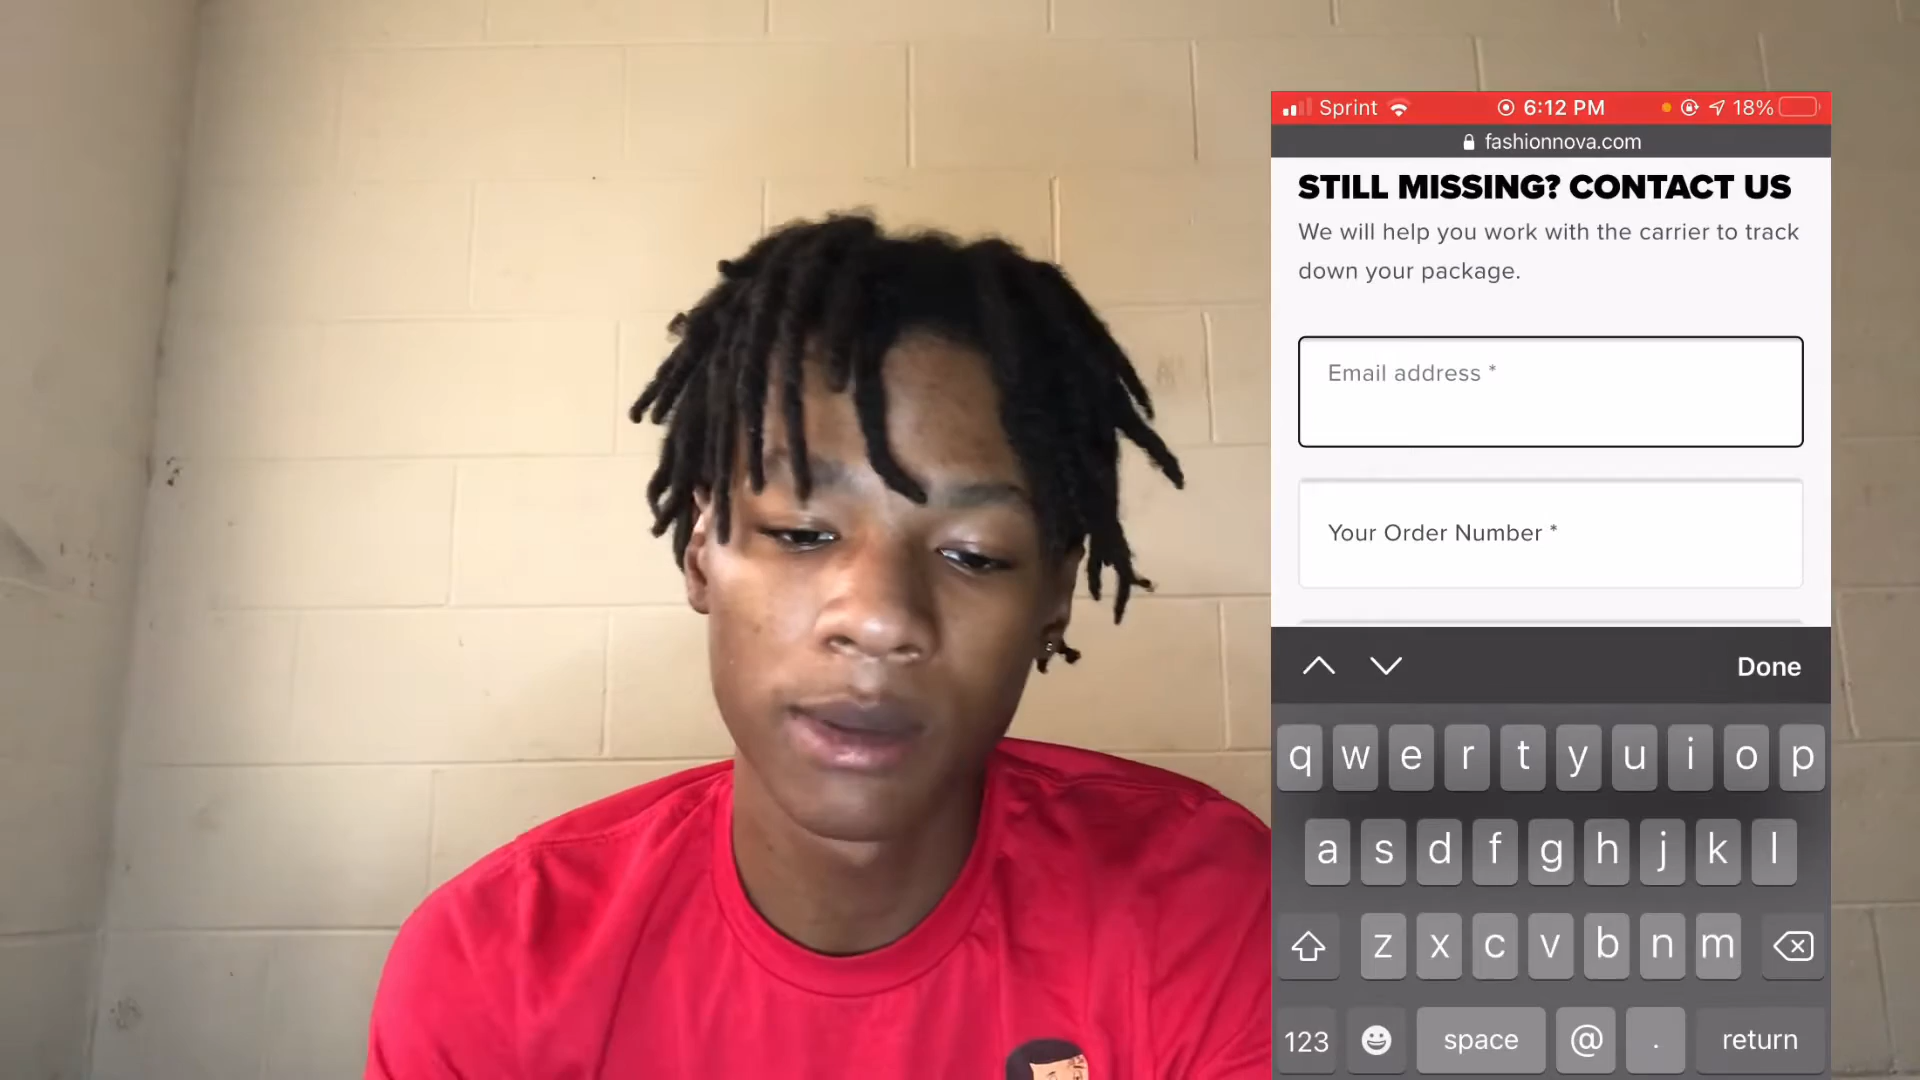 Sprint 6:12 PM 18%
fashionnova.com
STILL MISSING? CONTACT US
We will help you work with the carrier to track
down your package.
Email address *
Your Order Number *
Done
q w e r t y u i o p
a s d f g h j k l
z x c v b n m
123 space @ . return